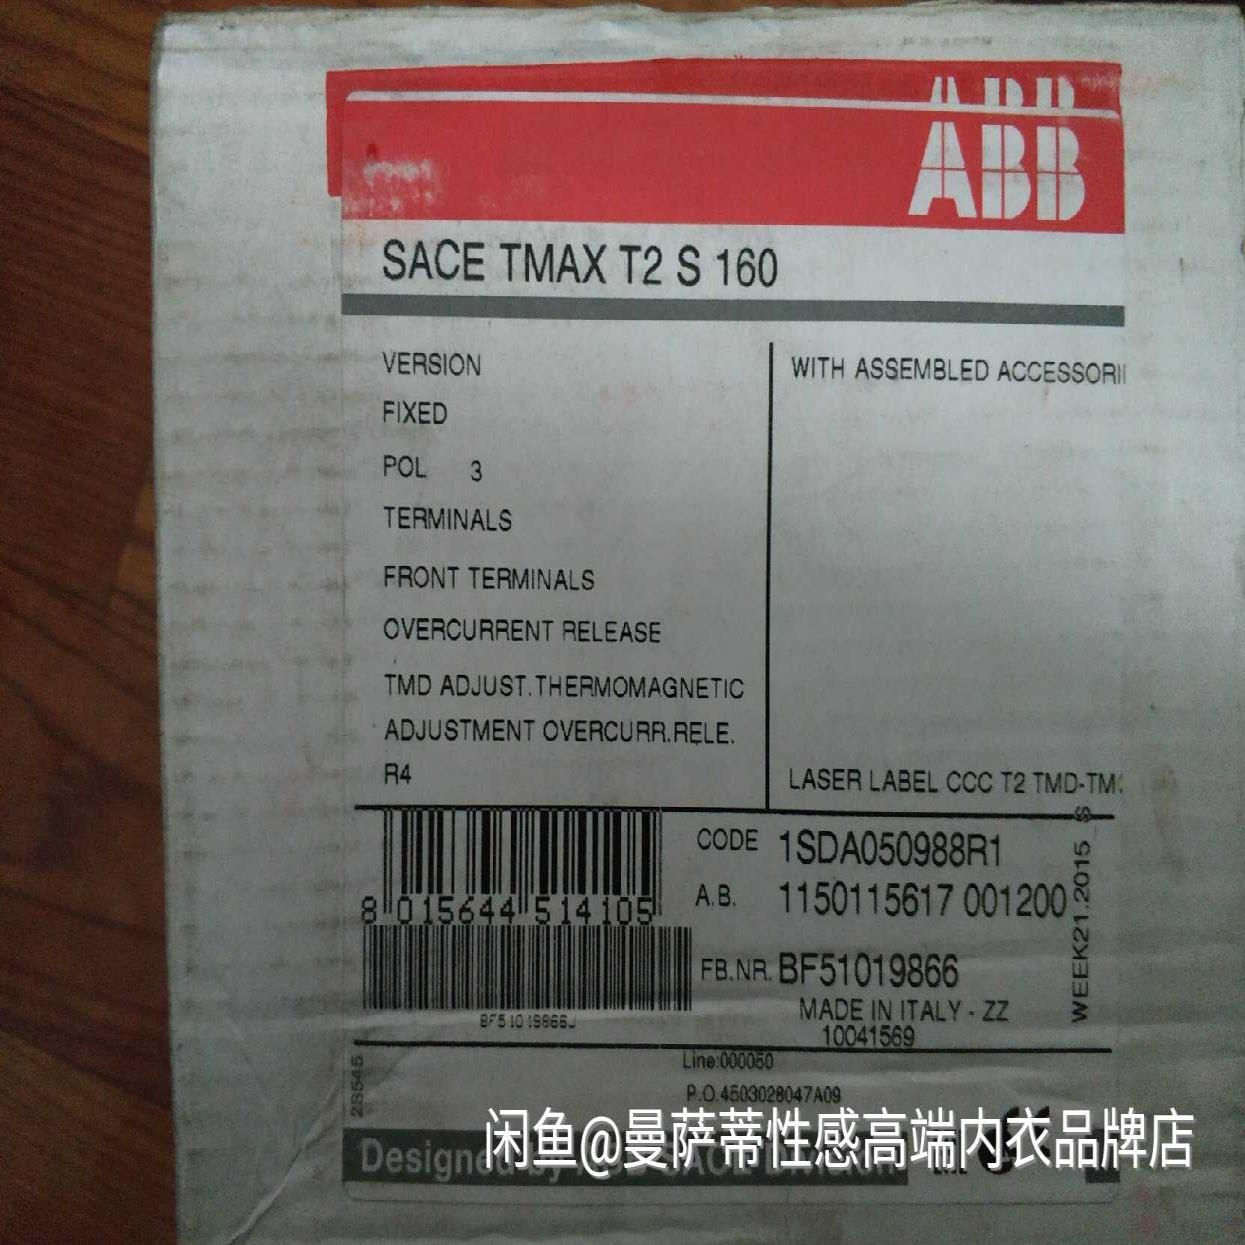 ABB
SACE TMAX T2 S 160
VERSION
FIXED
POL 3
TERMINALS
FRONT TERMINALS
OVERCURRENT RELEASE
TMD ADJUST.THERMOMAGNETIC
ADJUSTMENT OVERCURR.RELE.
R4
WITH ASSEMBLED ACCESSORI
LASER LABEL CCC T2 TMD-TM
8 015644 514105
BF51019866J
CODE 1SDA050988R1
A.B. 1150115617 001200
FB.NR. BF51019866
MADE IN ITALY - ZZ
10041569
WEEK21.2015
28545
Line:000050
P.O.4503028047A09
Designed by
闲鱼@曼萨蒂性感高端内衣品牌店